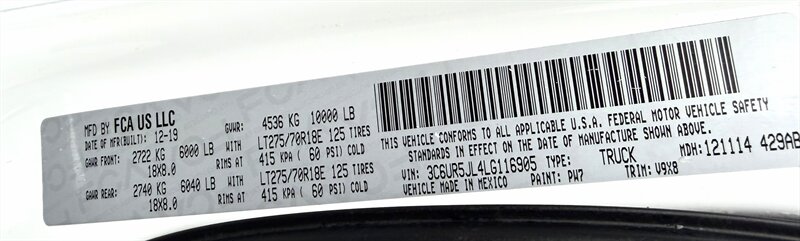 MFD BY FCA US LLC
DATE OF MFR(BUILT): 12-19 GVWR: 4536 KG 10000 LB
GAWR FRONT: 2722 KG 6000 LB WITH LT275/70R18E 125 TIRES
18X8.0 RIMS AT 415 KPA ( 60 PSI) COLD
GAWR REAR: 2740 KG 6040 LB WITH LT275/70R18E 125 TIRES
18X8.0 RIMS AT 415 KPA ( 60 PSI) COLD
THIS VEHICLE CONFORMS TO ALL APPLICABLE U.S.A. FEDERAL MOTOR VEHICLE SAFETY
STANDARDS IN EFFECT ON THE DATE OF MANUFACTURE SHOWN ABOVE.
VIN: 3C6UR5JL4LG116905 TYPE: TRUCK MDH: 121114 429AB
VEHICLE MADE IN MEXICO PAINT: PW7 TRIM: V9X8